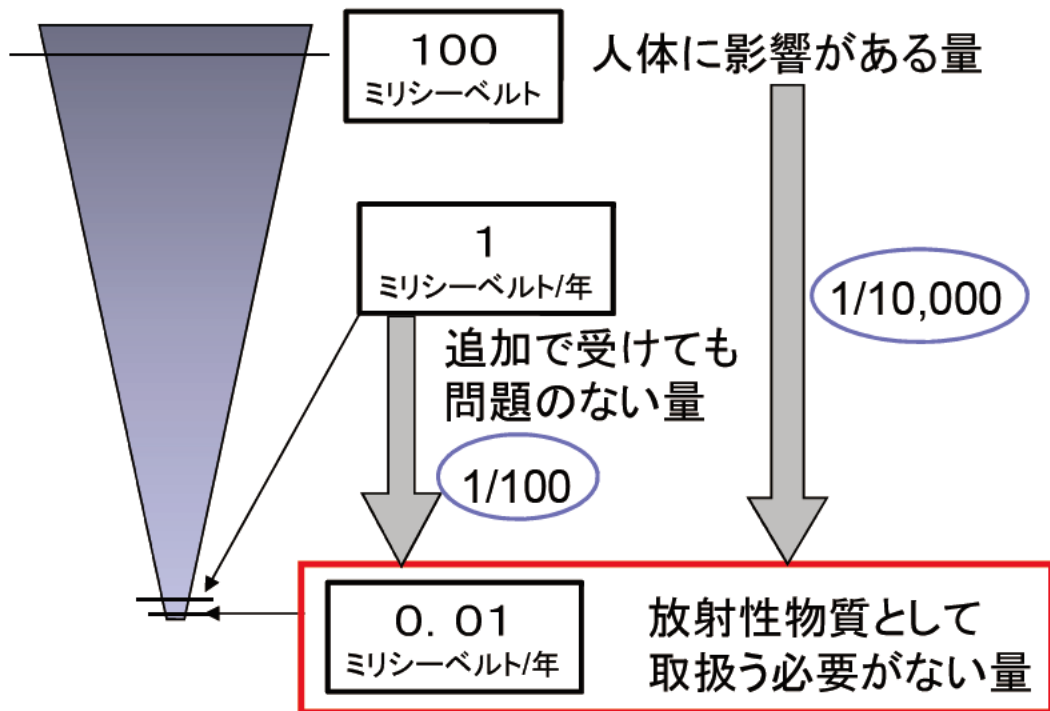 100
ミリシーベルト
人体に影響がある量
1
ミリシーベルト/年
1/10,000
追加で受けても
問題のない量
1/100
0.01
ミリシーベルト/年
放射性物質として
取扱う必要がない量